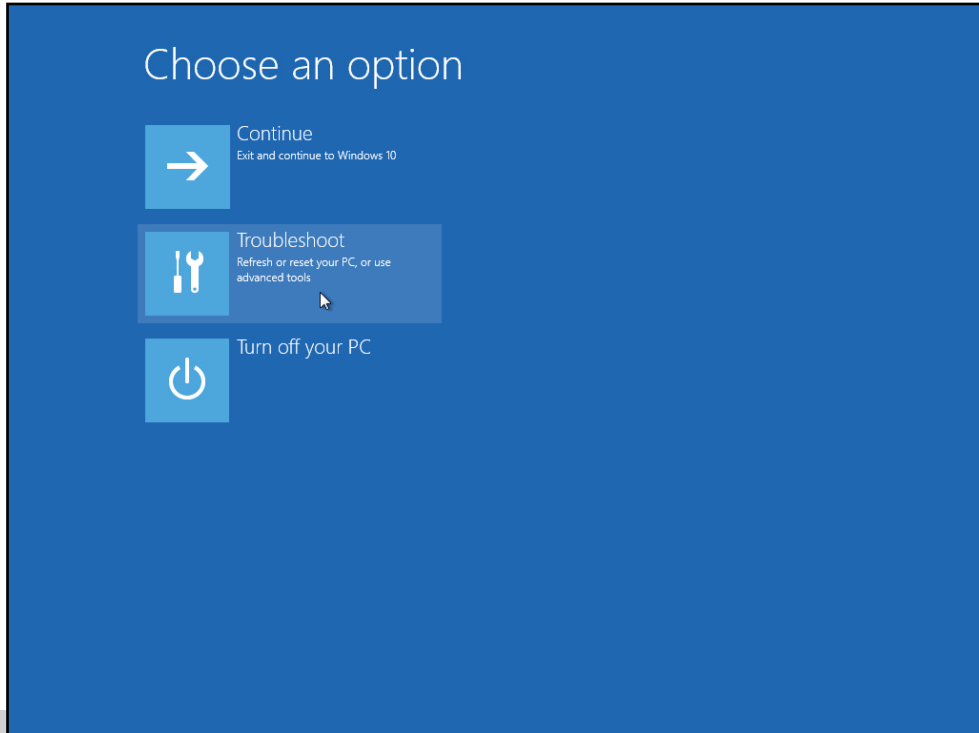 Choose an option
Continue
Exit and continue to Windows 10
Troubleshoot
Refresh or reset your PC, or use
advanced tools
Turn off your PC